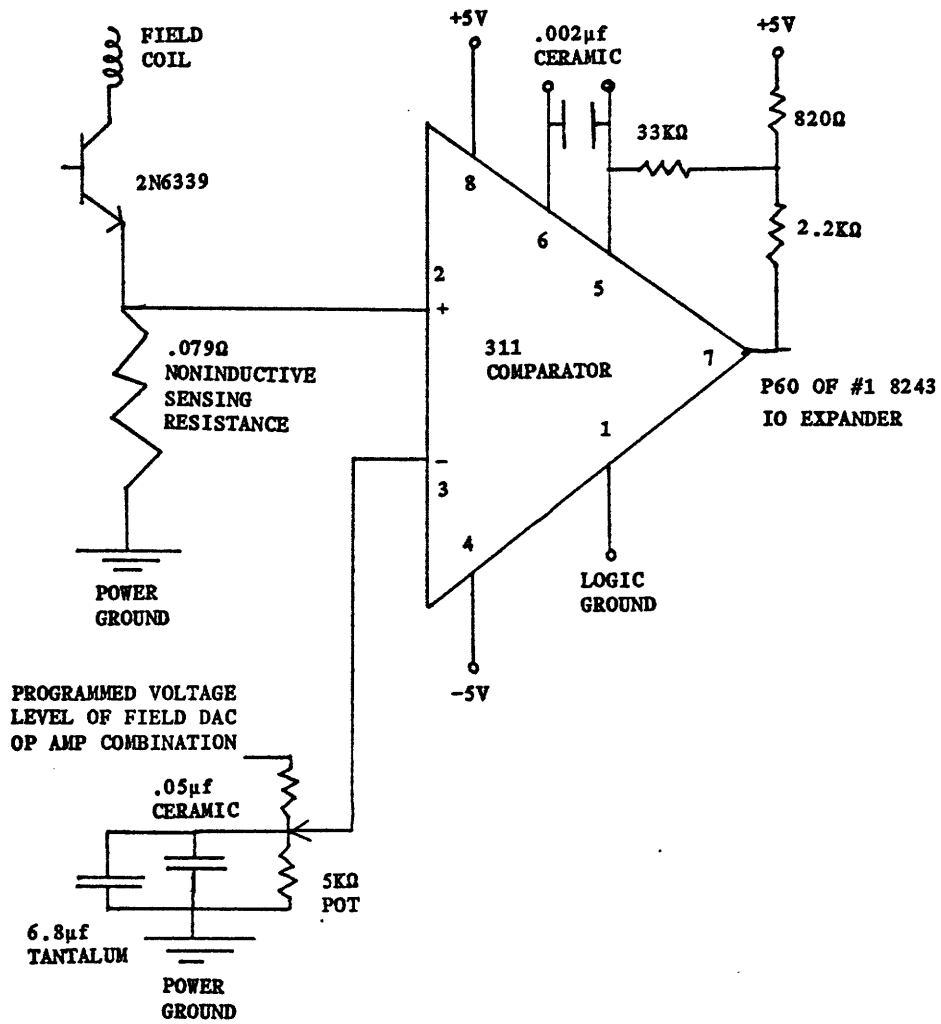 FIELD
COIL
+5V
.002μf
CERAMIC
+5V
820Ω
33KΩ
2N6339
8
6
2.2KΩ
5
2
+
.079Ω
NONINDUCTIVE
SENSING
RESISTANCE
311
COMPARATOR
7
P60 OF #1 8243
IO EXPANDER
1
-
3
4
POWER
GROUND
LOGIC
GROUND
-5V
PROGRAMMED VOLTAGE
LEVEL OF FIELD DAC
OP AMP COMBINATION
.05μf
CERAMIC
5KΩ
POT
6.8μf
TANTALUM
POWER
GROUND